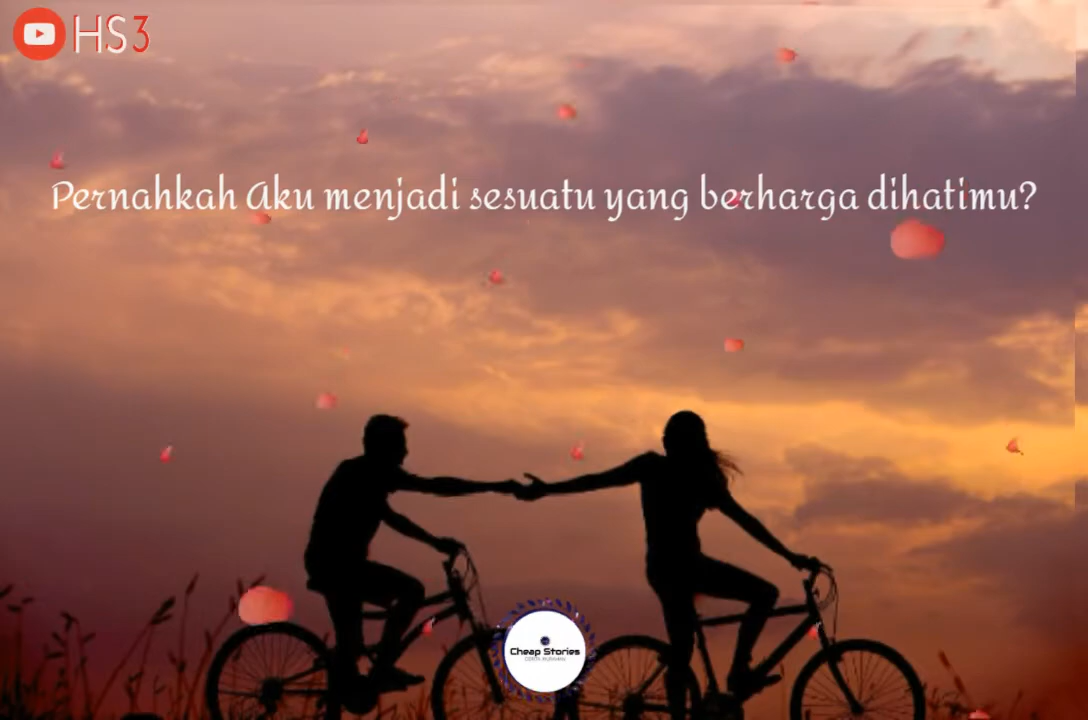 HS3
Pernahkah Aku menjadi sesuatu yang berharga dihatimu?
Cheap Stories